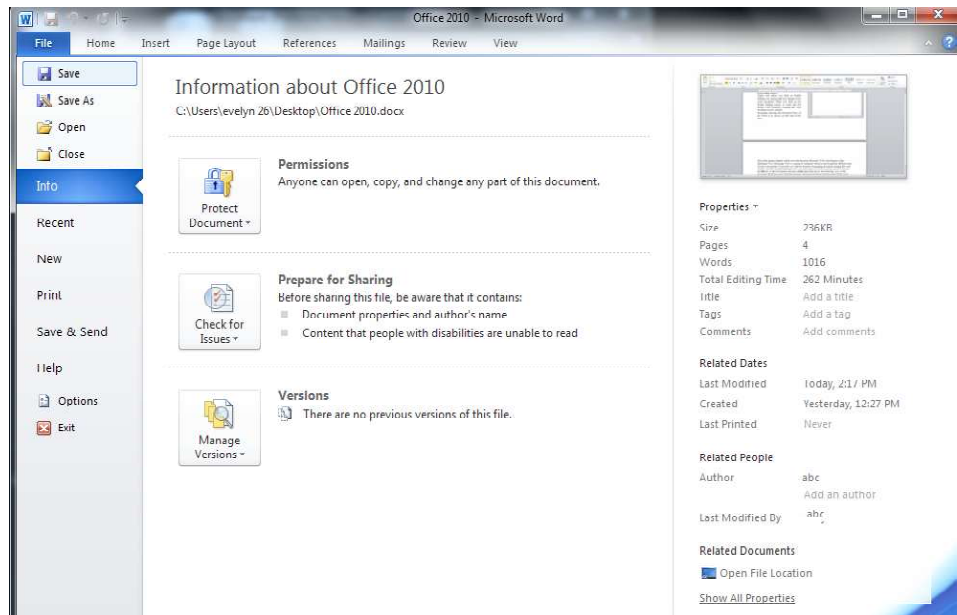 Office 2010 - Microsoft Word
File Home Insert Page Layout References Mailings Review View
Save
Save As
Open
Close
Info
Recent
New
Print
Save & Send
Help
Options
Exit
Information about Office 2010
C:\Users\evelyn 26\Desktop\Office 2010.docx
Protect
Document
Permissions
Anyone can open, copy, and change any part of this document.
Check for
Issues
Prepare for Sharing
Before sharing this file, be aware that it contains:
Document properties and author's name
Content that people with disabilities are unable to read
Manage
Versions
Versions
There are no previous versions of this file.
Properties
Size 236KB
Pages 4
Words 1016
Total Editing Time 262 Minutes
Title Add a title
Tags Add a tag
Comments Add comments
Related Dates
Last Modified Today, 2:17 PM
Created Yesterday, 12:27 PM
Last Printed Never
Related People
Author abc
Add an author
Last Modified By abc
Related Documents
Open File Location
Show All Properties